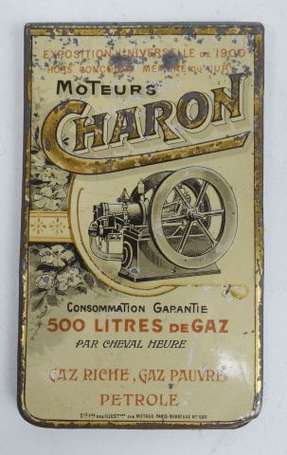 EXPOSITION UNIVERSELLE DE 1900
HORS CONCOURS MEMBRE DU JURY
MOTEURS
CHARON
CONSOMMATION GARANTIE
500 LITRES DE GAZ
PAR CHEVAL HEURE
GAZ RICHE, GAZ PAUVRE
PETROLE